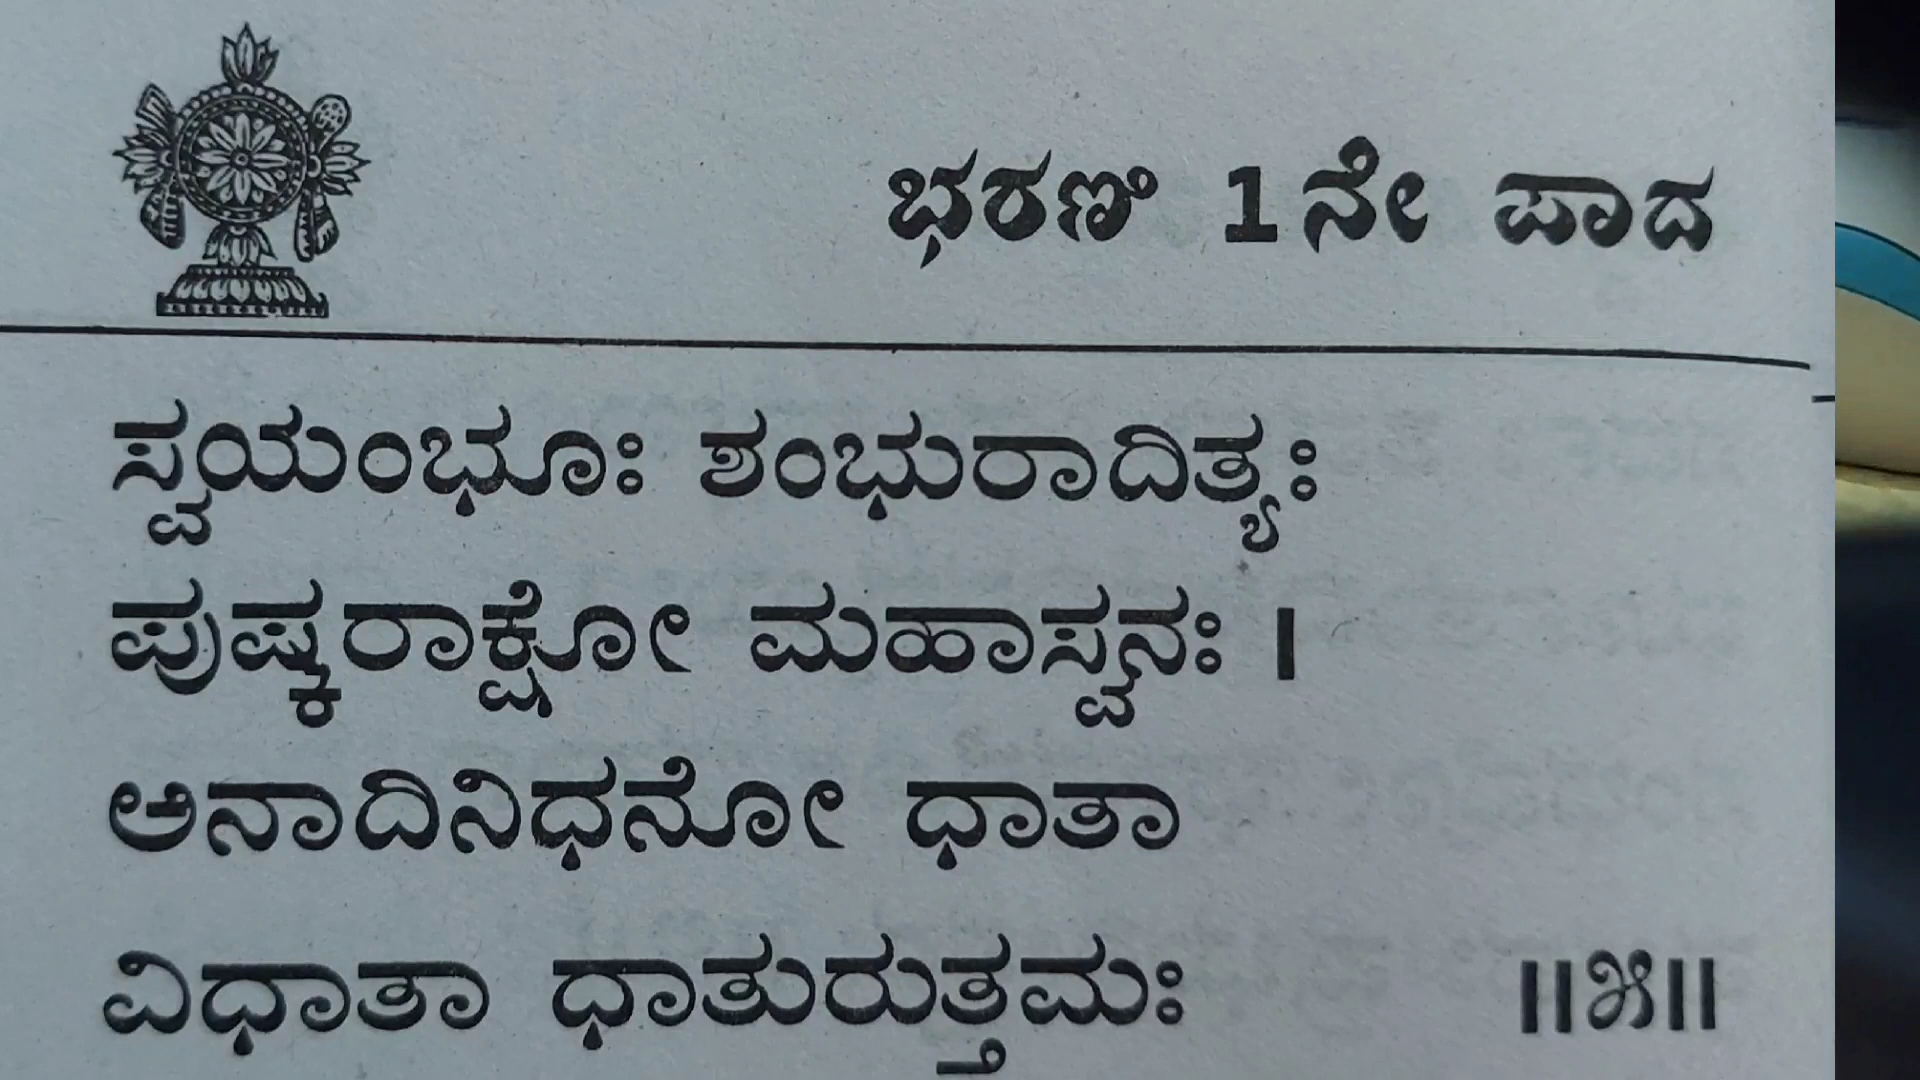 ಭರಣಿ 1ನೇ ಪಾದ
ಸ್ವಯಂಭೂಃ ಶಂಭುರಾದಿತ್ಯಃ
ಪುಷ್ಕರಾಕ್ಷೋ ಮಹಾಸ್ವನಃ ।
ಅನಾದಿನಿಧನೋ ಧಾತಾ
ವಿಧಾತಾ ಧಾತುರುತ್ತಮಃ ॥೫॥